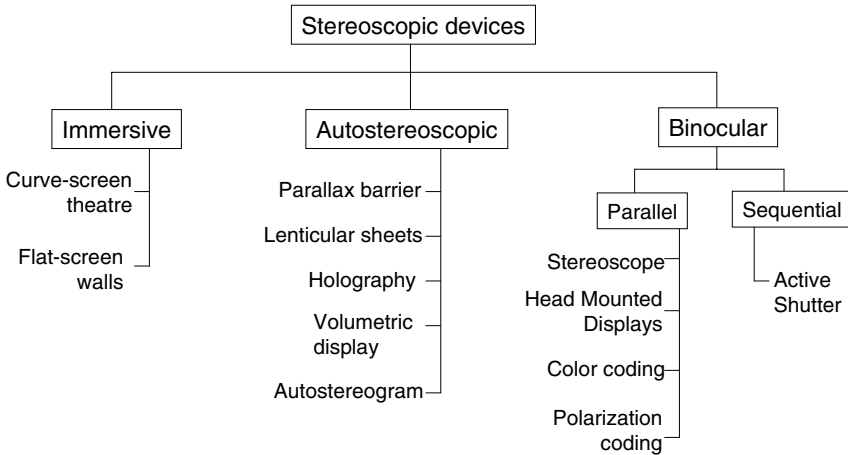 Stereoscopic devices
Immersive
Autostereoscopic
Binocular
Curve-screen
theatre
Flat-screen
walls
Parallax barrier
Lenticular sheets
Holography
Volumetric
display
Autostereogram
Parallel
Sequential
Stereoscope
Head Mounted
Displays
Color coding
Polarization
coding
Active
Shutter